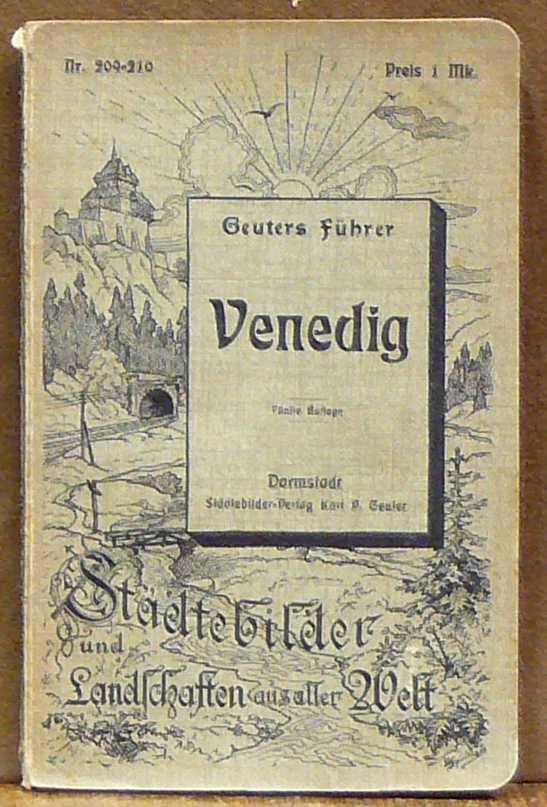 Nr. 209-210
Preis 1 Mk.
Geuters Führer
Venedig
Fünfte Auflage
Darmstadt
Städtebilder-Verlag Karl P. Geuter
Städtebilder
und
Landschaften aus aller Welt